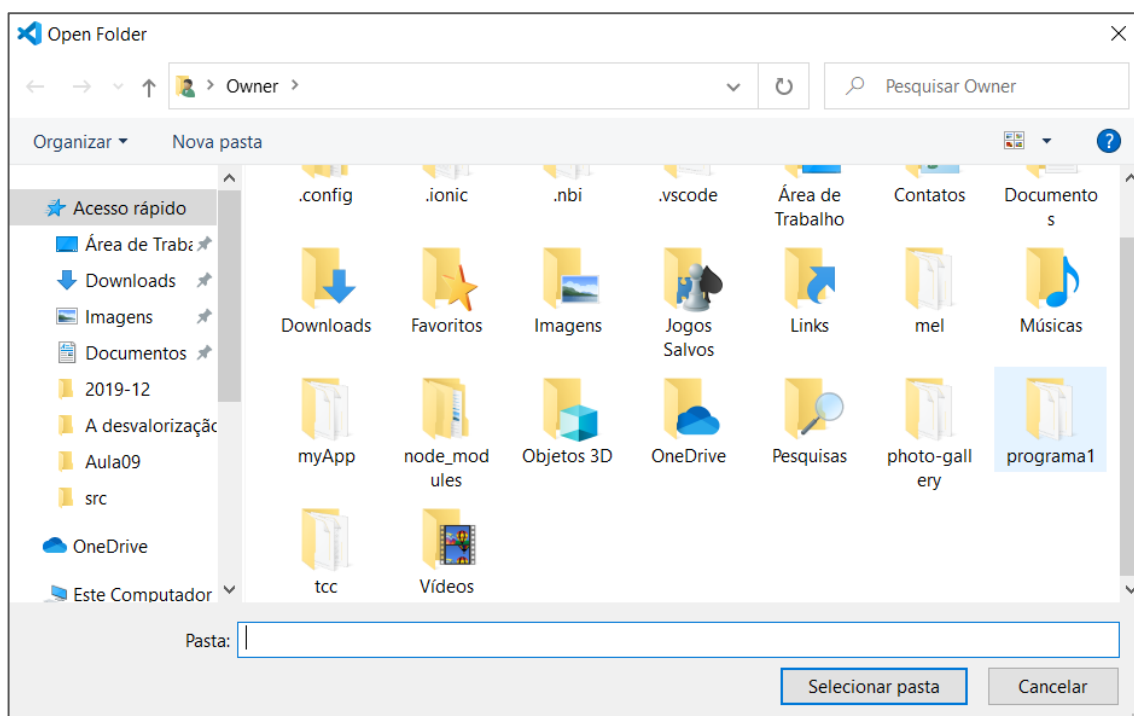 Open Folder
Owner
Pesquisar Owner
Organizar
Nova pasta
?
Acesso rápido
Área de Traba
Downloads
Imagens
Documentos
2019-12
A desvalorizaçã
Aula09
src
OneDrive
Este Computador
.config
.ionic
.nbi
.vscode
Área de
Trabalho
Contatos
Documento
s
Downloads
Favoritos
Imagens
Jogos
Salvos
Links
mel
Músicas
myApp
node_mod
ules
Objetos 3D
OneDrive
Pesquisas
photo-gall
ery
programa1
tcc
Vídeos
Pasta:
Selecionar pasta
Cancelar